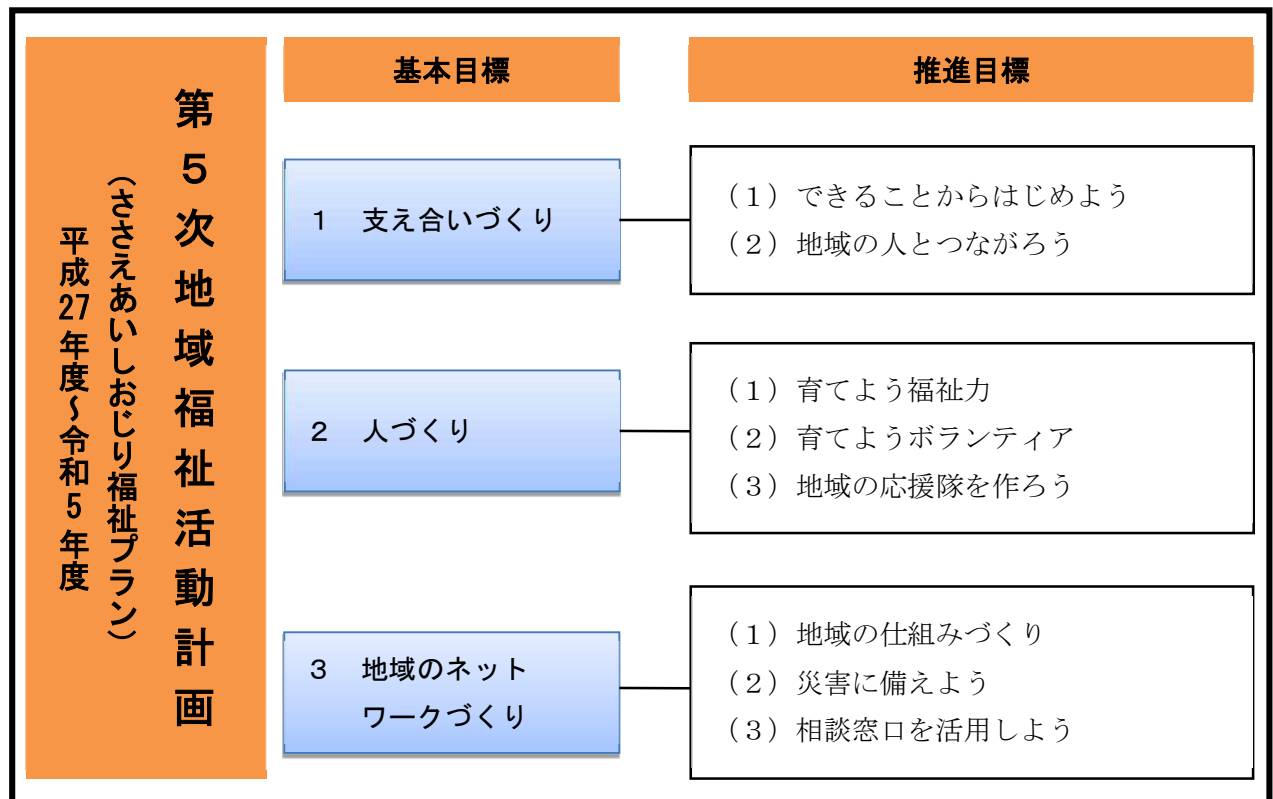 第５次地域福祉活動計画
（ささえあいしおじり福祉プラン）
平成27年度～令和５年度
基本目標
推進目標
１　支え合いづくり
（１）できることからはじめよう
（２）地域の人とつながろう
２　人づくり
（１）育てよう福祉力
（２）育てようボランティア
（３）地域の応援隊を作ろう
３　地域のネット
ワークづくり
（１）地域の仕組みづくり
（２）災害に備えよう
（３）相談窓口を活用しよう